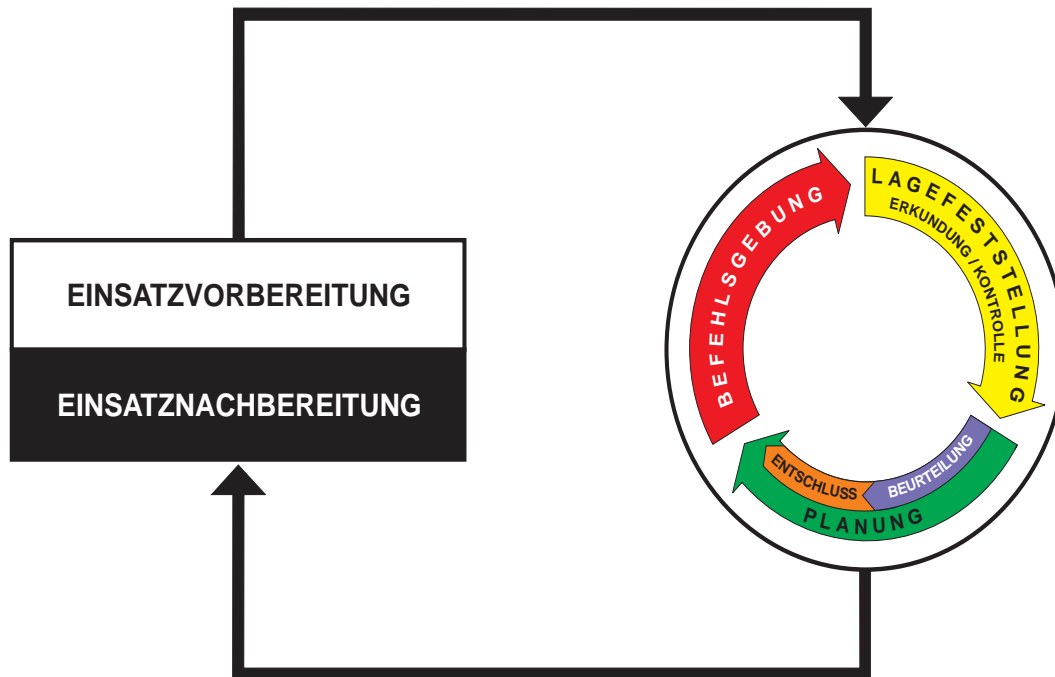 EINSATZVORBEREITUNG
EINSATZNACHBEREITUNG
LAGEFESTSTELLUNG
ERKUNDUNG / KONTROLLE
BEURTEILUNG
ENTSCHLUSS
PLANUNG
BEFEHLSGEBUNG